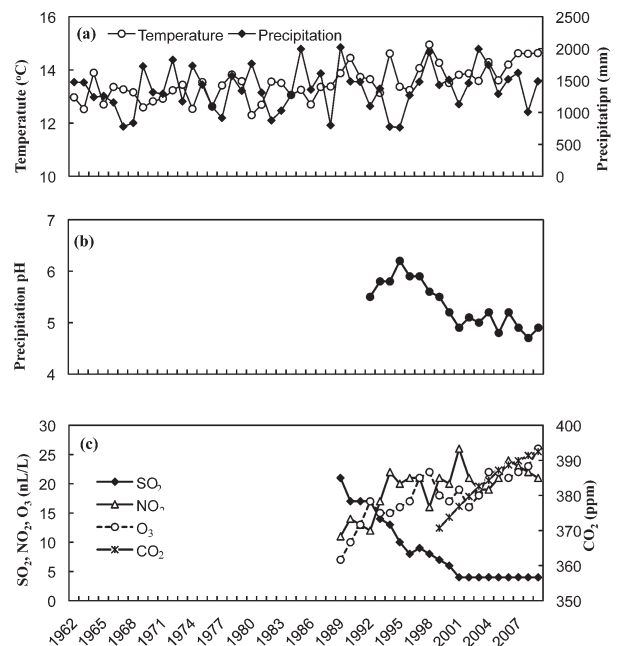 (a) Temperature Precipitation
16
14
12
10
Temperatute (°C)
2500
2000
1500
1000
500
0
Precipitatipn (mm)
(b)
7
6
5
4
Precipitation pH
(c)
30
25
20
15
10
5
0
SO2, NO2, O3 (nL/L)
SO2
NO2
O3
CO2
400
390
380
370
360
350
CO2 (ppm)
1962 1965 1968 1971 1974 1977 1980 1983 1986 1989 1992 1995 1998 2001 2004 2007